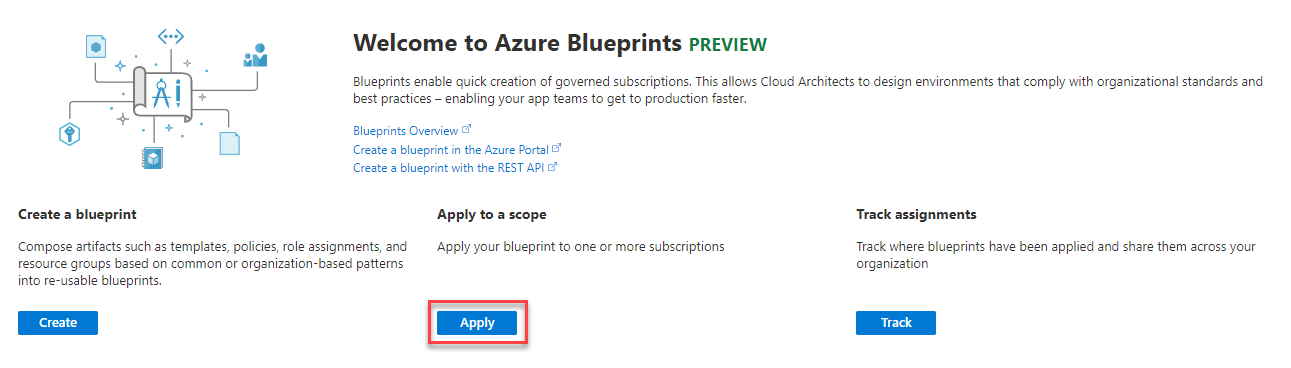 Welcome to Azure Blueprints PREVIEW
Blueprints enable quick creation of governed subscriptions. This allows Cloud Architects to design environments that comply with organizational standards and
best practices – enabling your app teams to get to production faster.
Blueprints Overview
Create a blueprint in the Azure Portal
Create a blueprint with the REST API
Create a blueprint
Compose artifacts such as templates, policies, role assignments, and
resource groups based on common or organization-based patterns
into re-usable blueprints.
Create
Apply to a scope
Apply your blueprint to one or more subscriptions
Apply
Track assignments
Track where blueprints have been applied and share them across your
organization
Track